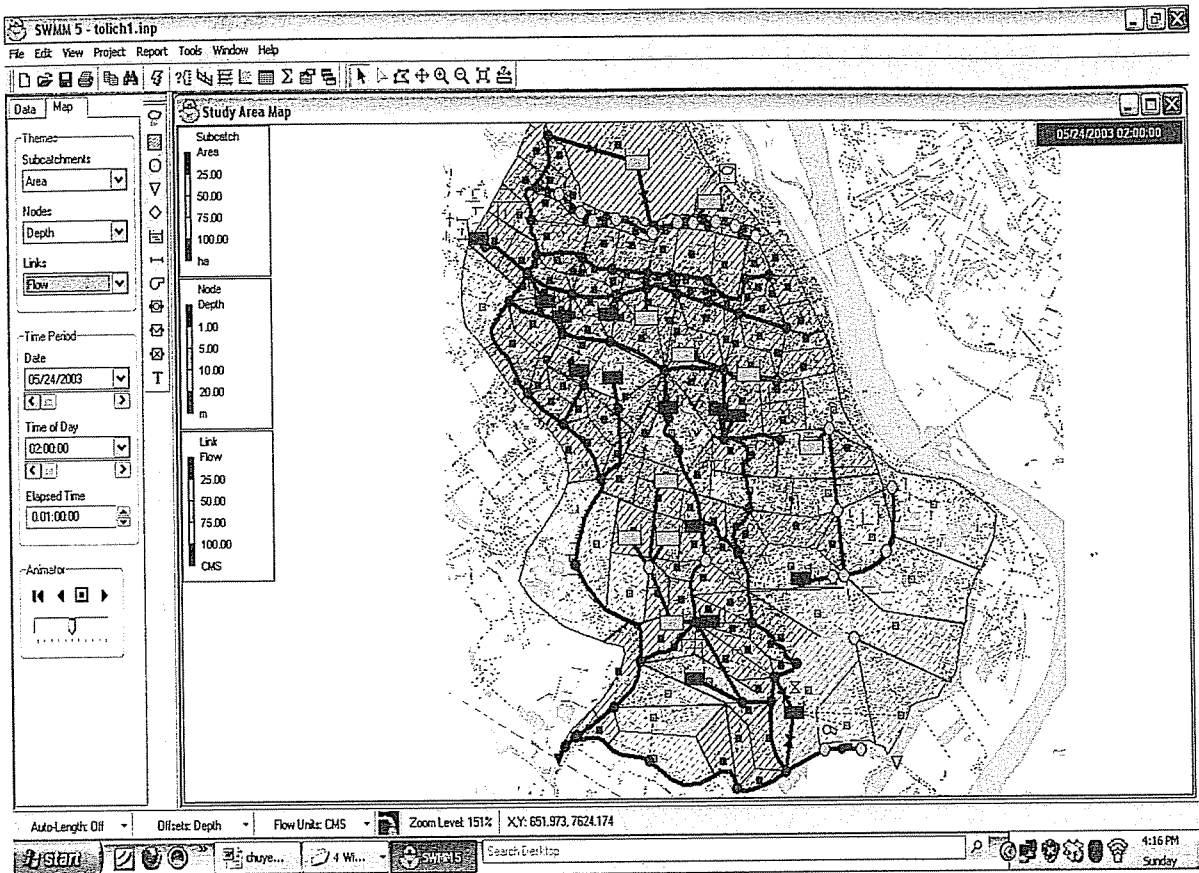 SWMM 5 - tolich1.inp
File Edit View Project Report Tools Window Help
Data Map
Study Area Map
05/24/2003 02:00:00
Themes
Subcatchments
Area
Nodes
Depth
Links
Flow
Time Period
Date
05/24/2003
Time of Day
02:00:00
Elapsed Time
0.01:00:00
Animator
T
Subcatch
Area
25.00
50.00
75.00
100.00
ha
Node
Depth
1.00
5.00
10.00
20.00
m
Link
Flow
25.00
50.00
75.00
100.00
CMS
Auto-Length: Off Offsets: Depth Flow Units: CMS Zoom Level: 151% X,Y: 651.973, 7624.174
start chuye... 4 Wi... SWMM 5 Search Desktop 4:16 PM
Sunday